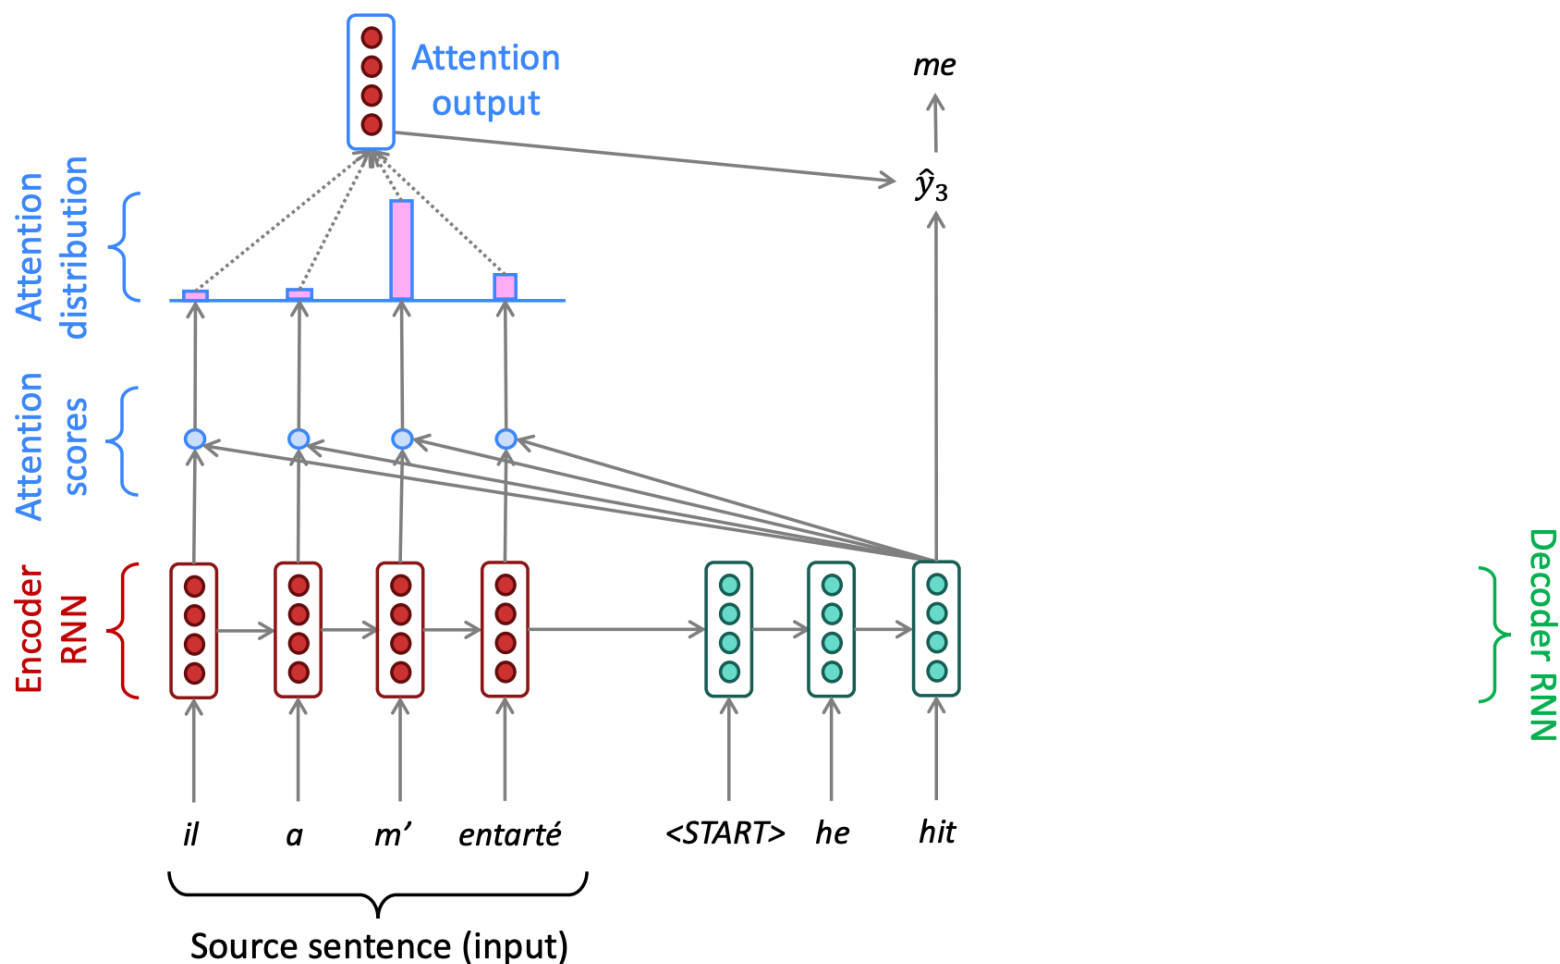 Attention
output
me
Attention
distribution
ŷ₃
Attention
scores
Encoder
RNN
Decoder RNN
il a m’ entarté <START> he hit
Source sentence (input)